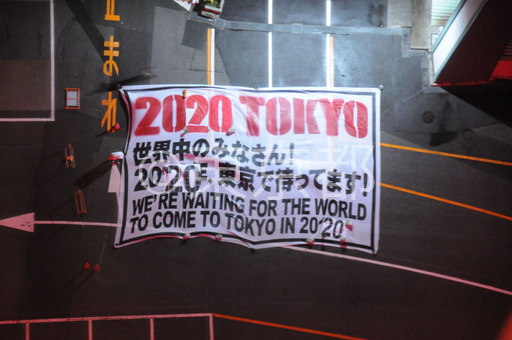 止まれ
2020 TOKYO
世界中のみなさん!
2020年、東京で待ってます!
WE'RE WAITING FOR THE WORLD
TO COME TO TOKYO IN 2020